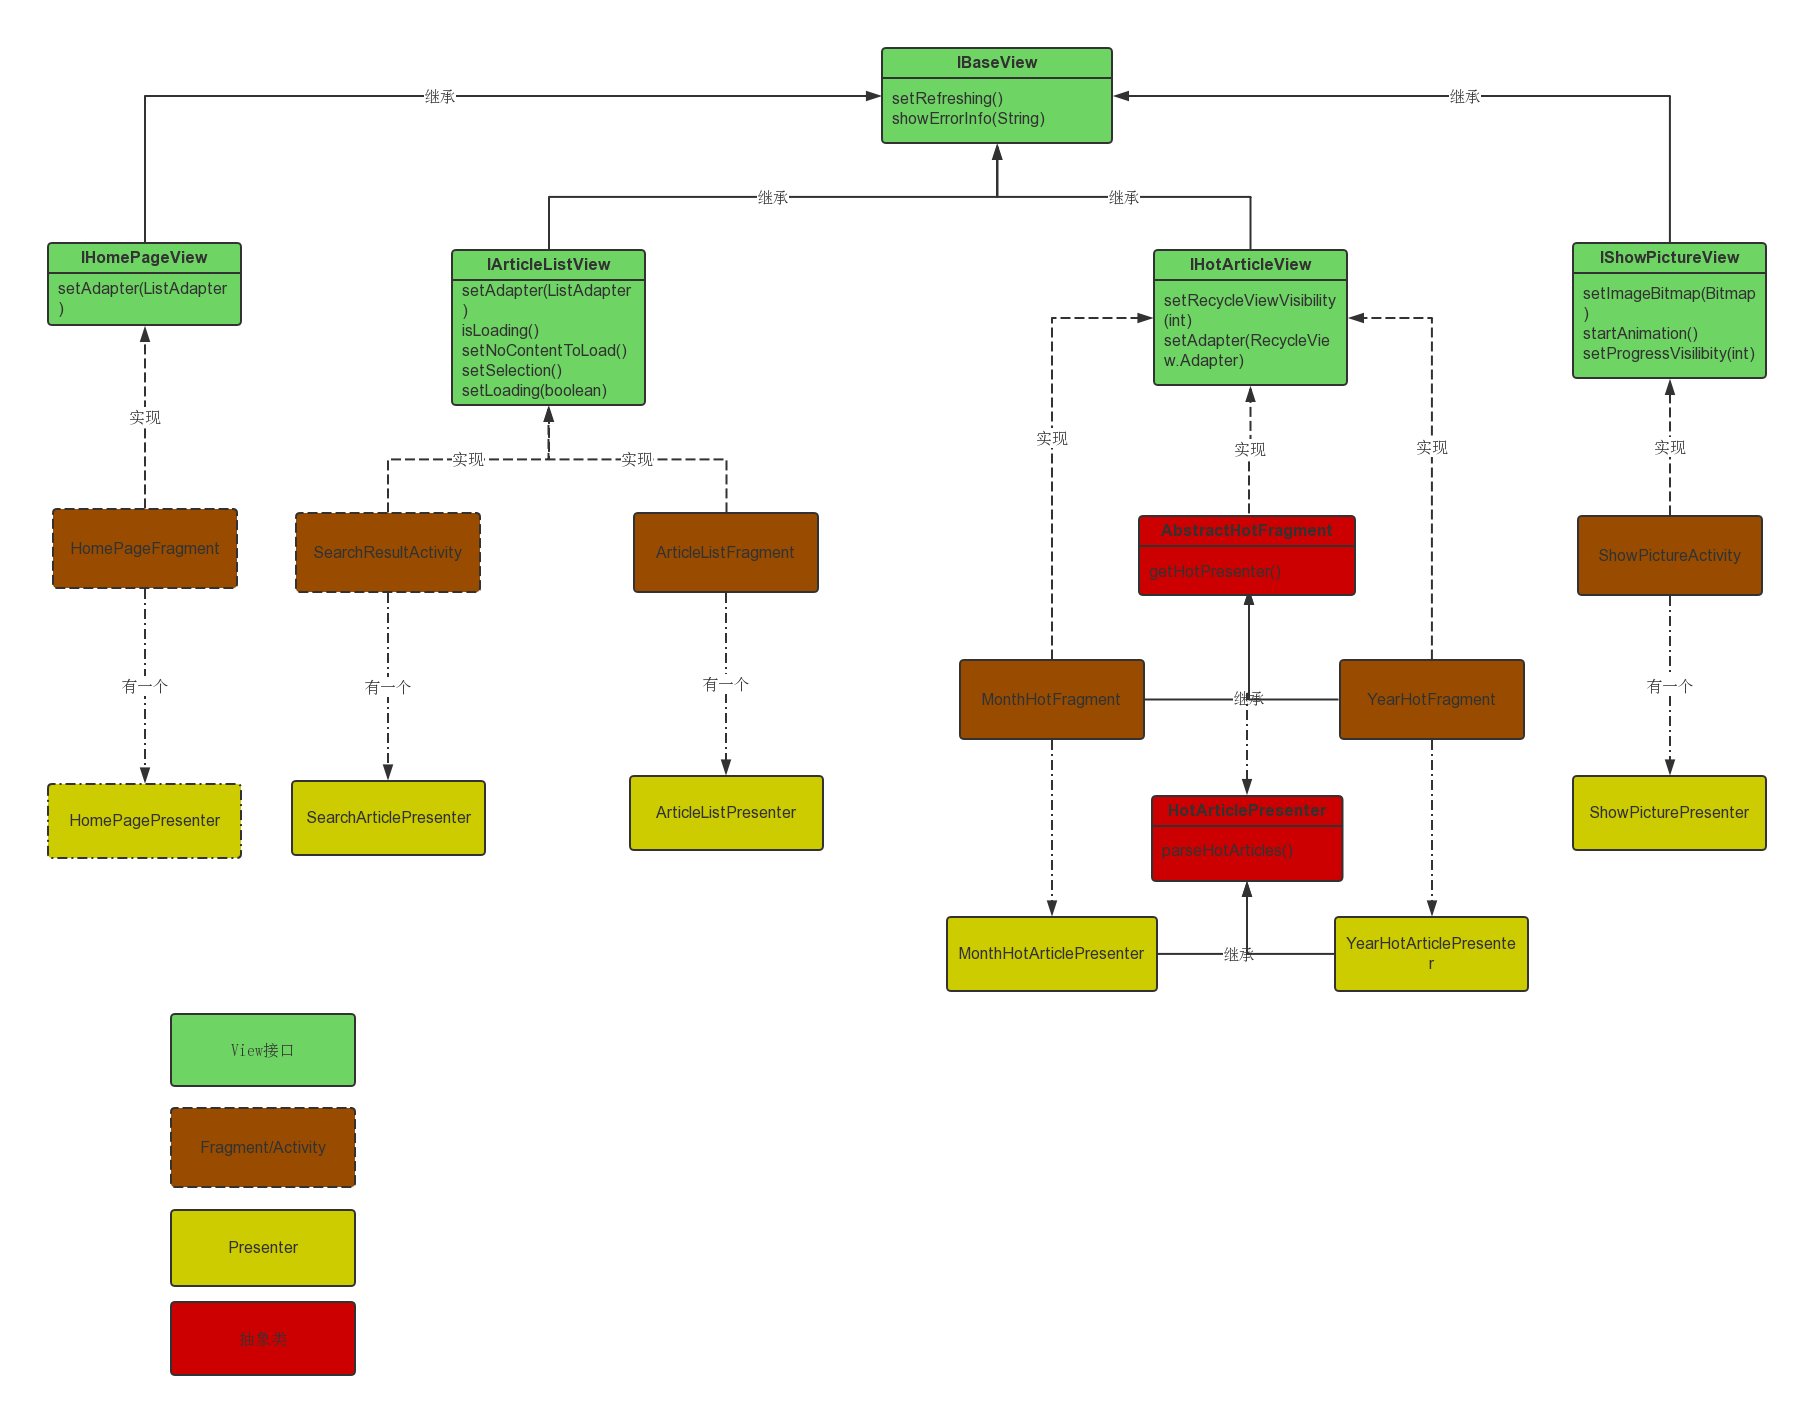 IBaseView
setRefreshing()
showErrorInfo(String)
继承
继承
继承
继承
IHomePageView
setAdapter(ListAdapter
)
IArticleListView
setAdapter(ListAdapter
)
isLoading()
setNoContentToLoad()
setSelection()
setLoading(boolean)
IHotArticleView
setRecycleViewVisibility
(int)
setAdapter(RecycleVie
w.Adapter)
IShowPictureView
setImageBitmap(Bitmap
)
startAnimation()
setProgressVisilibity(int)
实现
实现
实现
实现
实现
实现
实现
HomePageFragment
SearchResultActivity
ArticleListFragment
AbstractHotFragment
getHotPresenter()
ShowPictureActivity
有一个
有一个
有一个
MonthHotFragment
继承
YearHotFragment
有一个
HomePagePresenter
SearchArticlePresenter
ArticleListPresenter
HotArticlePresenter
parseHotArticles()
ShowPicturePresenter
MonthHotArticlePresenter
继承
YearHotArticlePresente
r
View接口
Fragment/Activity
Presenter
抽象类